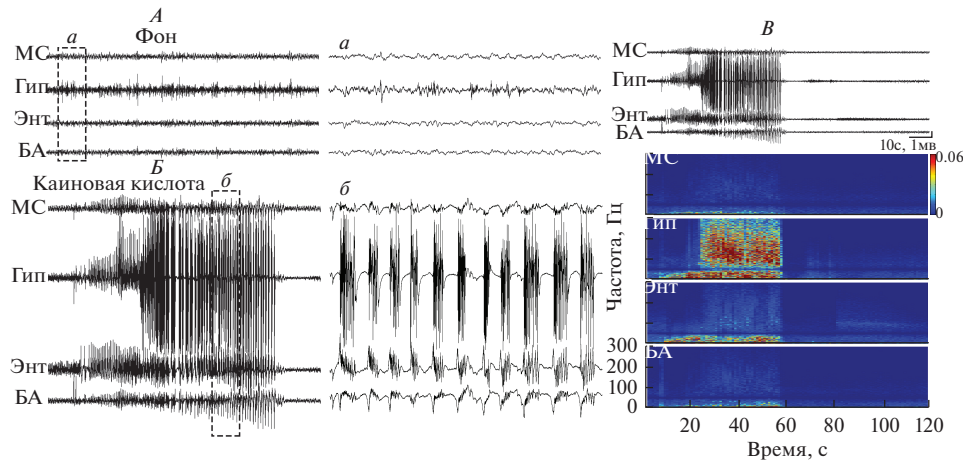 А
Фон
а
МС
Гип
Энт
БА
а
Б
Каиновая кислота
б
МС
Гип
Энт
БА
б
В
МС
Гип
Энт
БА
10с, 1мв
МС
0.06
0
Гип
Энт
БА
Частота, Гц
300
200
100
0
20 40 60 80 100 120
Время, с